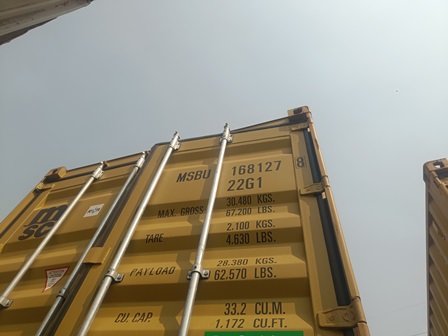 MSBU 168127 8
22G1
30.480 KGS.
MAX. GROSS 67.200 LBS.
2.100 KGS.
TARE 4.630 LBS.
28.380 KGS.
PAYLOAD 62.570 LBS.
33.2 CU.M.
CU. CAP. 1.172 CU.FT.
MSC